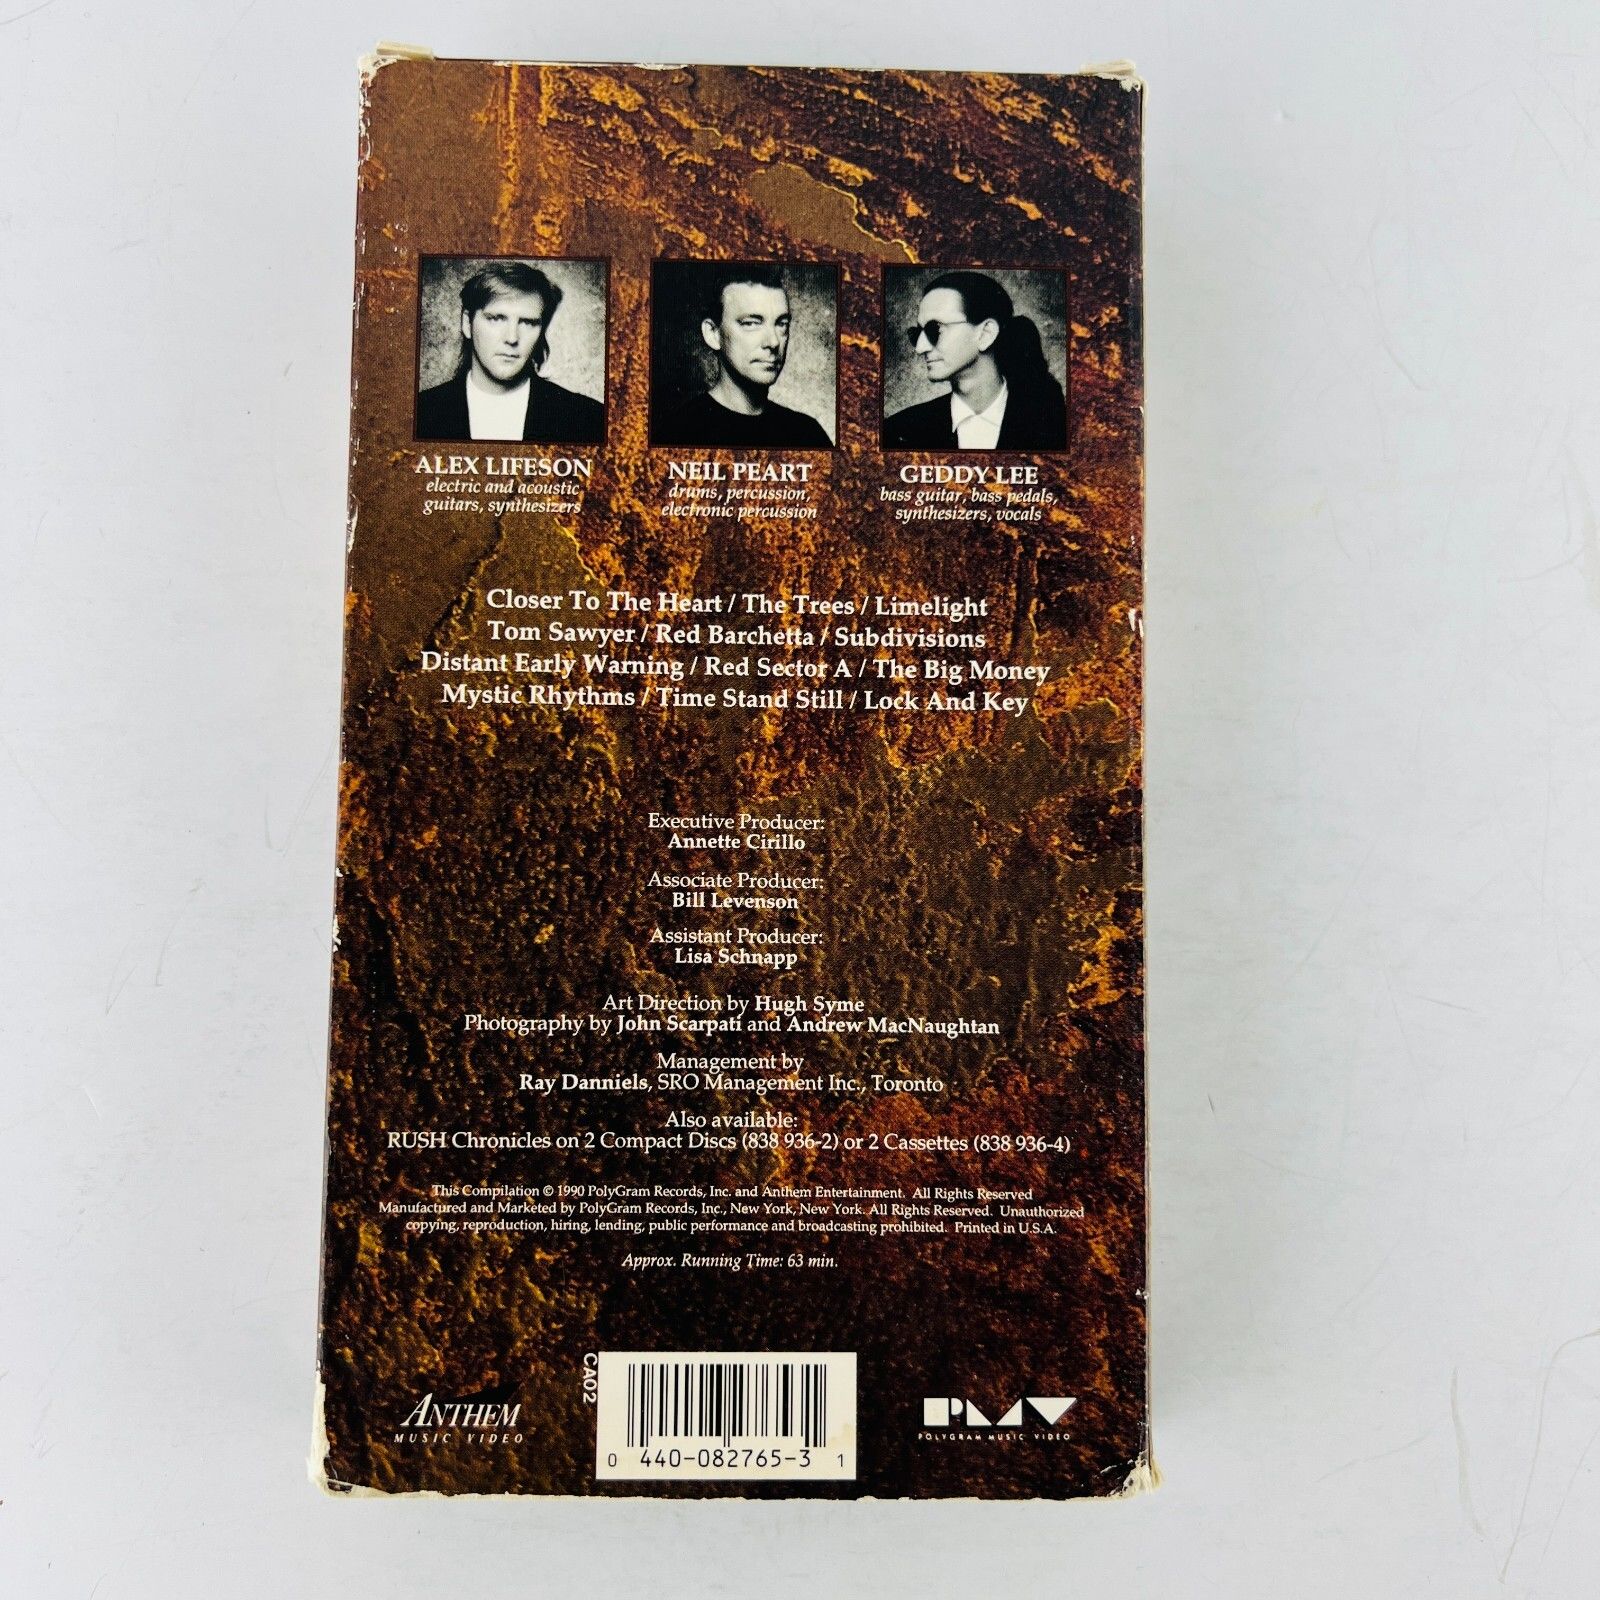 ALEX LIFESON
electric and acoustic
guitars, synthesizers
NEIL PEART
drums, percussion,
electronic percussion
GEDDY LEE
bass guitar, bass pedals,
synthesizers, vocals
Closer To The Heart / The Trees / Limelight
Tom Sawyer / Red Barchetta / Subdivisions
Distant Early Warning / Red Sector A / The Big Money
Mystic Rhythms / Time Stand Still / Lock And Key
Executive Producer:
Annette Cirillo
Associate Producer:
Bill Levenson
Assistant Producer:
Lisa Schnapp
Art Direction by Hugh Syme
Photography by John Scarpati and Andrew MacNaughtan
Management by
Ray Danniels, SRO Management Inc., Toronto
Also available:
RUSH Chronicles on 2 Compact Discs (838 936-2) or 2 Cassettes (838 936-4)
This Compilation © 1990 PolyGram Records, Inc. and Anthem Entertainment. All Rights Reserved
Manufactured and Marketed by PolyGram Records, Inc., New York, New York. All Rights Reserved. Unauthorized
copying, reproduction, hiring, lending, public performance and broadcasting prohibited. Printed in U.S.A.
Approx. Running Time: 63 min.
ANTHEM
MUSIC VIDEO
CA02
0 440-082765-3 1
PMV
POLYGRAM MUSIC VIDEO